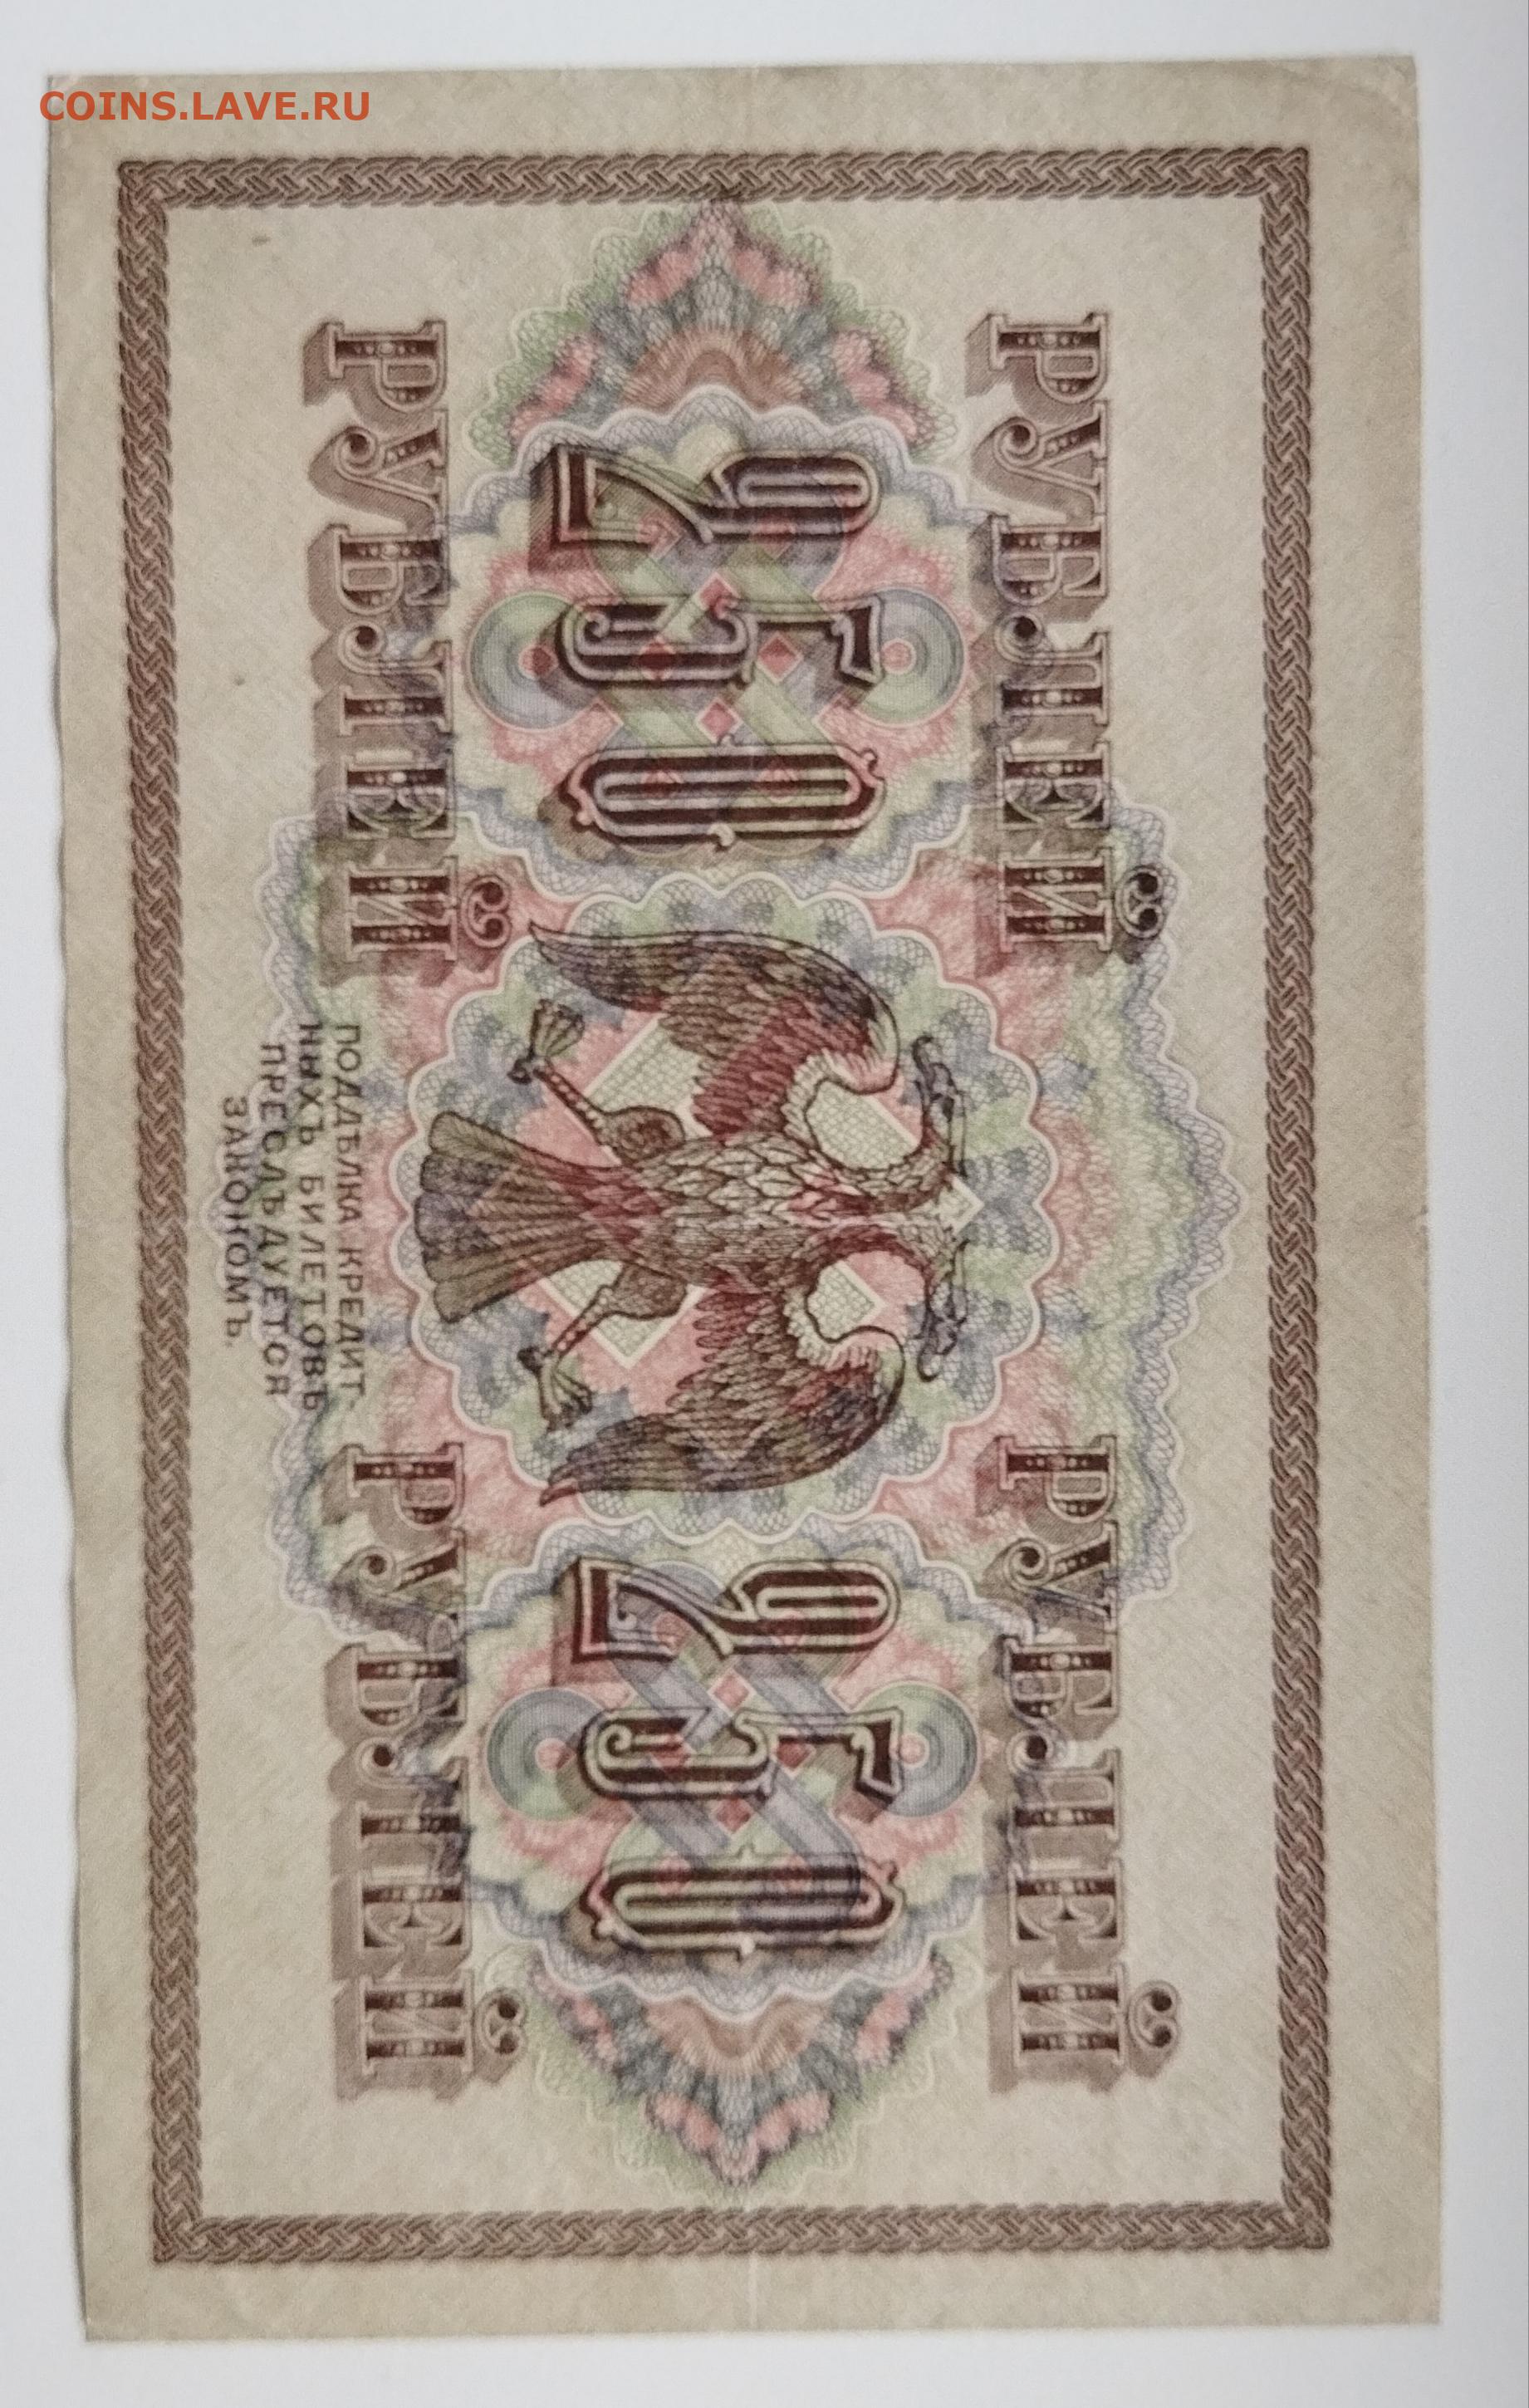 COINS.LAVE.RU
РУБЛЕЙ РУБЛЕЙ
250 250
РУБЛЕЙ РУБЛЕЙ
ПОДДѢЛКА КРЕДИТ-
НЫХЪ БИЛЕТОВЪ
ПРЕСЛѢДУЕТСЯ
ЗАКОНОМЪ.